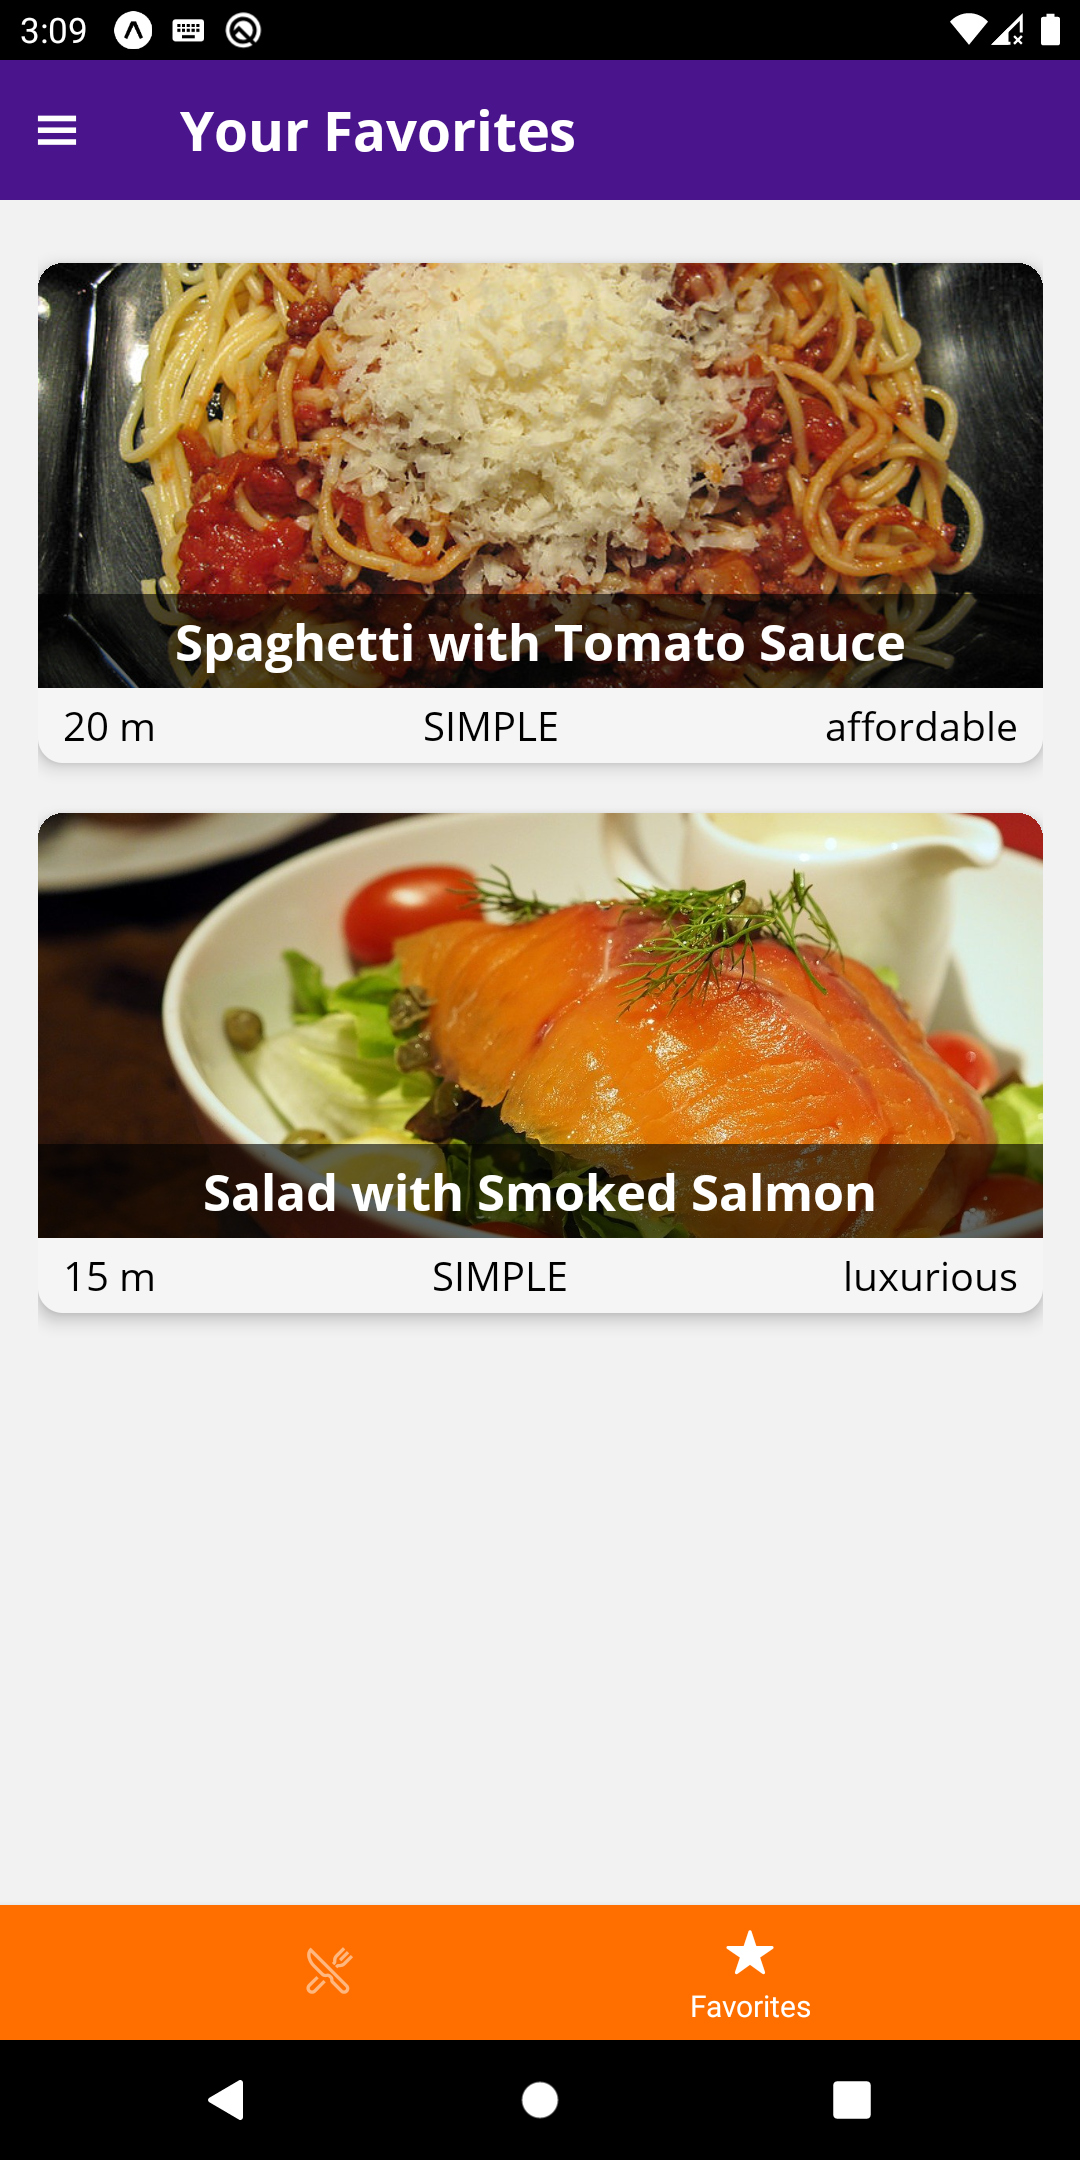 3:09
Your Favorites
Spaghetti with Tomato Sauce
20 m SIMPLE affordable
Salad with Smoked Salmon
15 m SIMPLE luxurious
Favorites